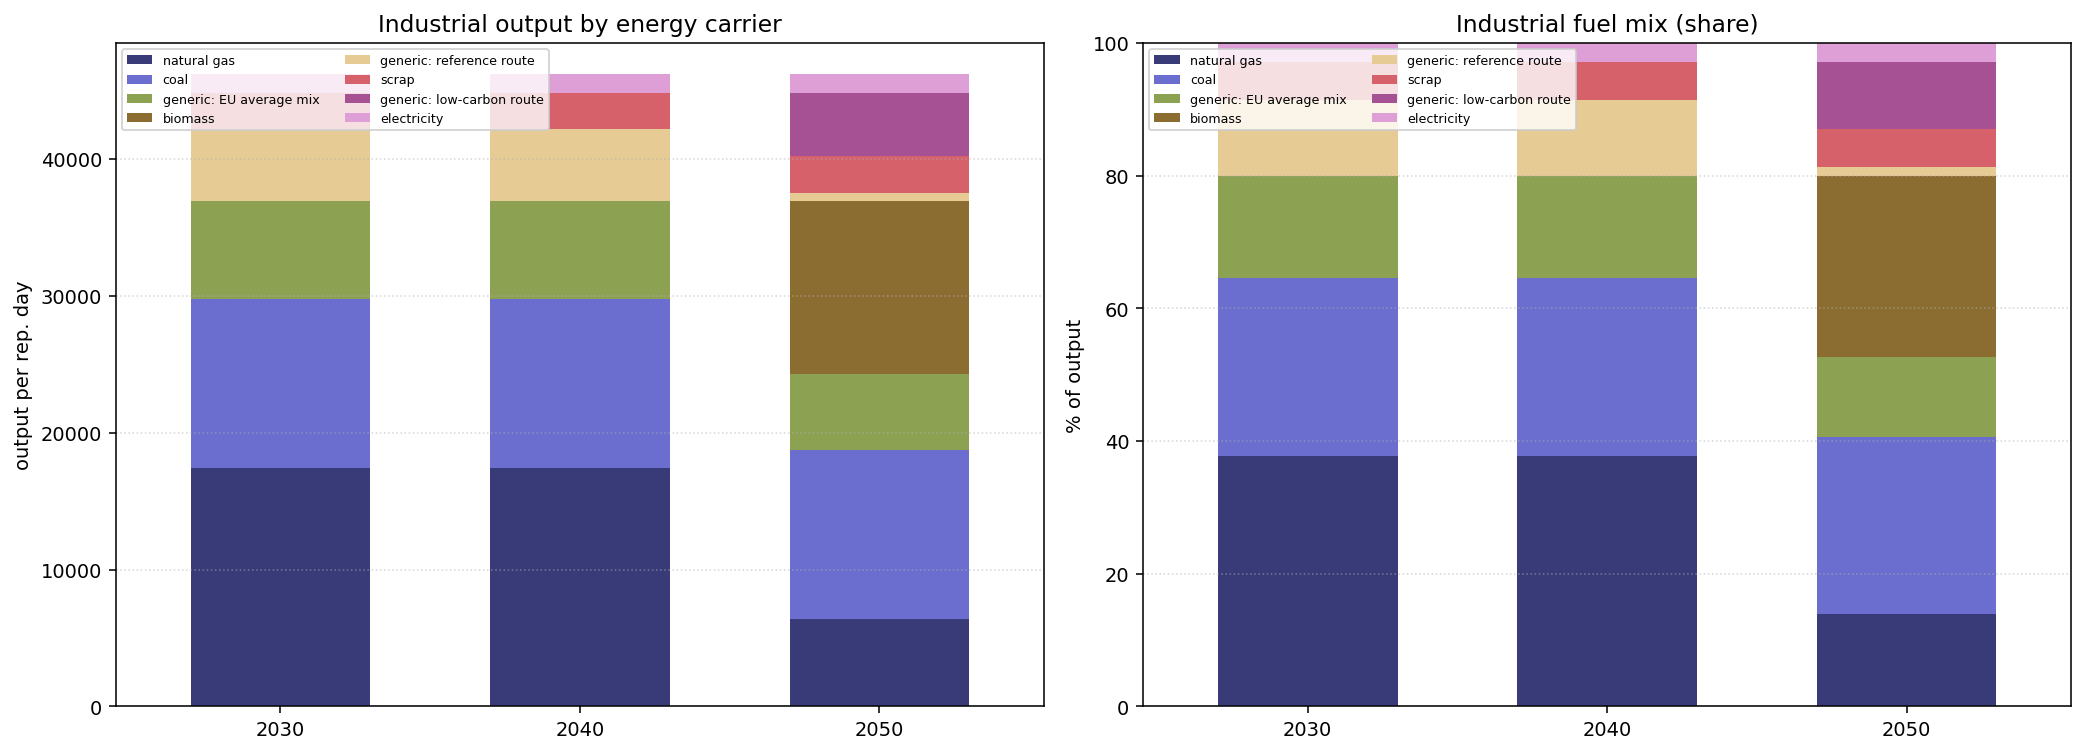 Industrial output by energy carrier
natural gas
coal
generic: EU average mix
biomass
generic: reference route
scrap
generic: low-carbon route
electricity
output per rep. day
40000
30000
20000
10000
0
2030 2040 2050
Industrial fuel mix (share)
natural gas
coal
generic: EU average mix
biomass
generic: reference route
scrap
generic: low-carbon route
electricity
% of output
100
80
60
40
20
0
2030 2040 2050